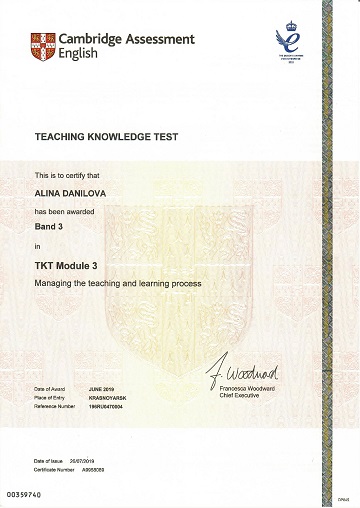 Cambridge Assessment
English
TEACHING KNOWLEDGE TEST
This is to certify that
ALINA DANILOVA
has been awarded
Band 3
in
TKT Module 3
Managing the teaching and learning process
F. Woodward
Francesca Woodward
Chief Executive
Date of Award JUNE 2019
Place of Entry KRASNOYARSK
Reference Number 196RU0470004
Date of Issue 20/07/2019
Certificate Number
00359740